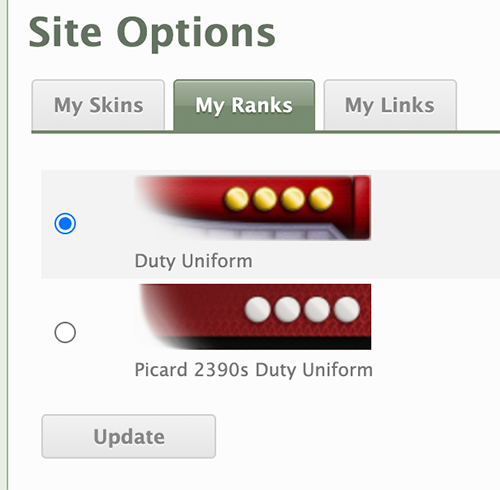 Site Options
My Skins
My Ranks
My Links
Duty Uniform
Picard 2390s Duty Uniform
Update